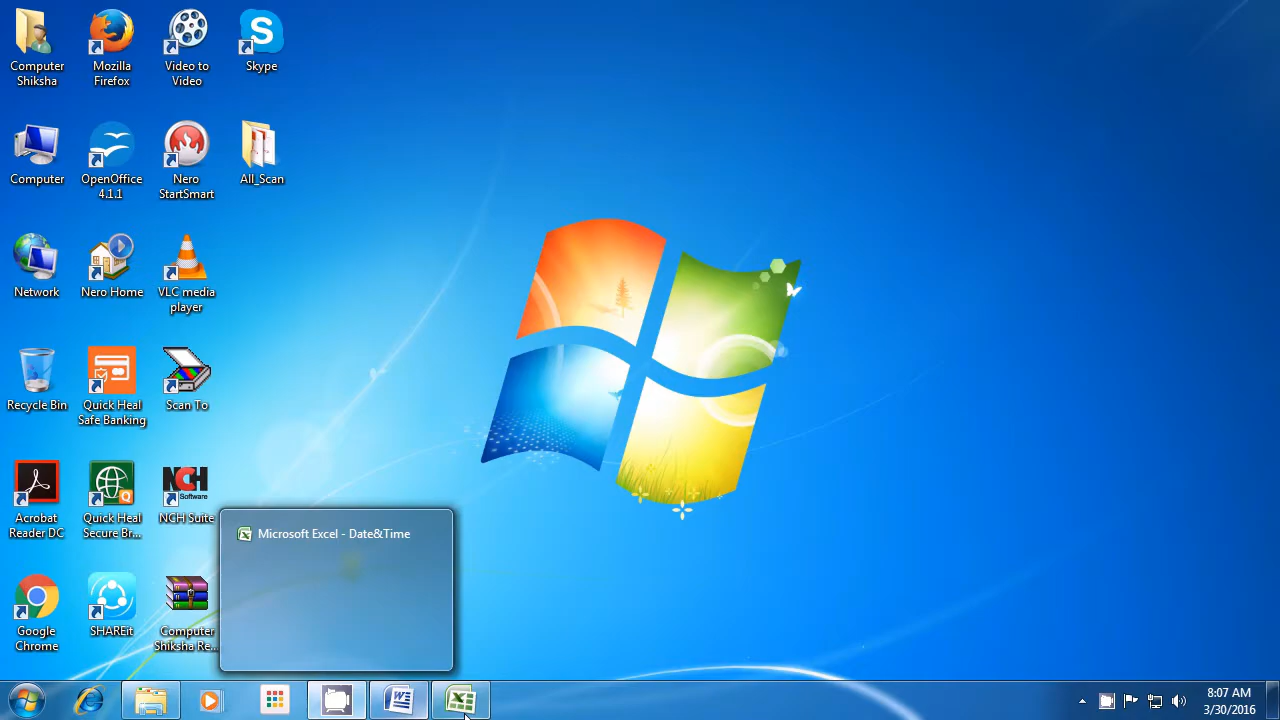 Computer
Shiksha
Mozilla
Firefox
Video to
Video
Skype
Computer
OpenOffice
4.1.1
Nero
StartSmart
All_Scan
Network
Nero Home
VLC media
player
Recycle Bin
Quick Heal
Safe Banking
Scan To
Acrobat
Reader DC
Quick Heal
Secure Br...
NCH Software
NCH Suite
Microsoft Excel - Date&Time
Google
Chrome
SHAREit
Computer
Shiksha Re...
8:07 AM
3/30/2016